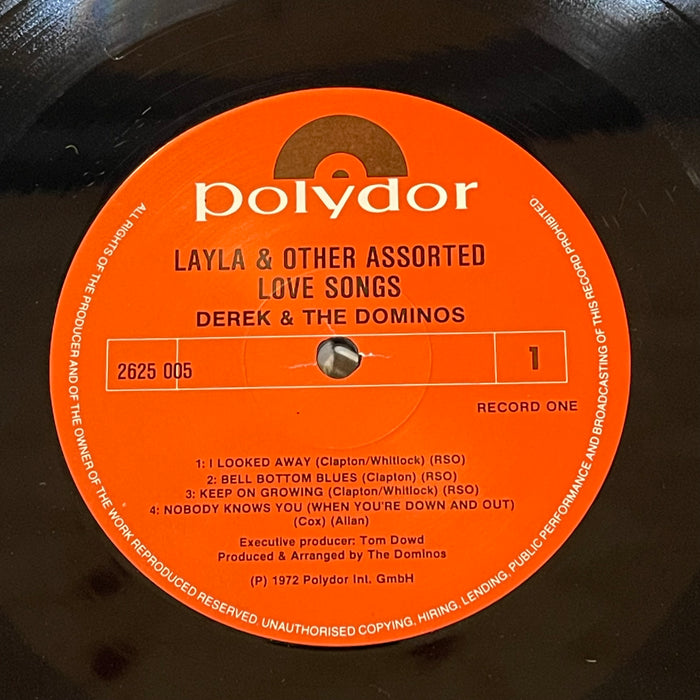 polydor
LAYLA & OTHER ASSORTED
LOVE SONGS
DEREK & THE DOMINOS
2625 005
1
RECORD ONE
1: I LOOKED AWAY (Clapton/Whitlock) (RSO)
2: BELL BOTTOM BLUES (Clapton) (RSO)
3: KEEP ON GROWING (Clapton/Whitlock) (RSO)
4: NOBODY KNOWS YOU (WHEN YOU'RE DOWN AND OUT)
(Cox) (Allan)
Executive producer: Tom Dowd
Produced & Arranged by The Dominos
(P) 1972 Polydor Int. GmbH
ALL RIGHTS OF THE PRODUCER AND OF THE OWNER OF THE WORK REPRODUCED RESERVED. UNAUTHORISED COPYING, HIRING, LENDING, PUBLIC PERFORMANCE AND BROADCASTING OF THIS RECORD PROHIBITED.